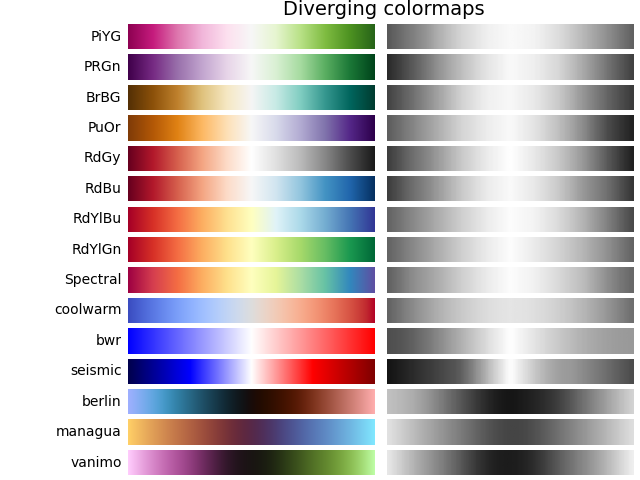 Diverging colormaps
PiYG
PRGn
BrBG
PuOr
RdGy
RdBu
RdYlBu
RdYlGn
Spectral
coolwarm
bwr
seismic
berlin
managua
vanimo